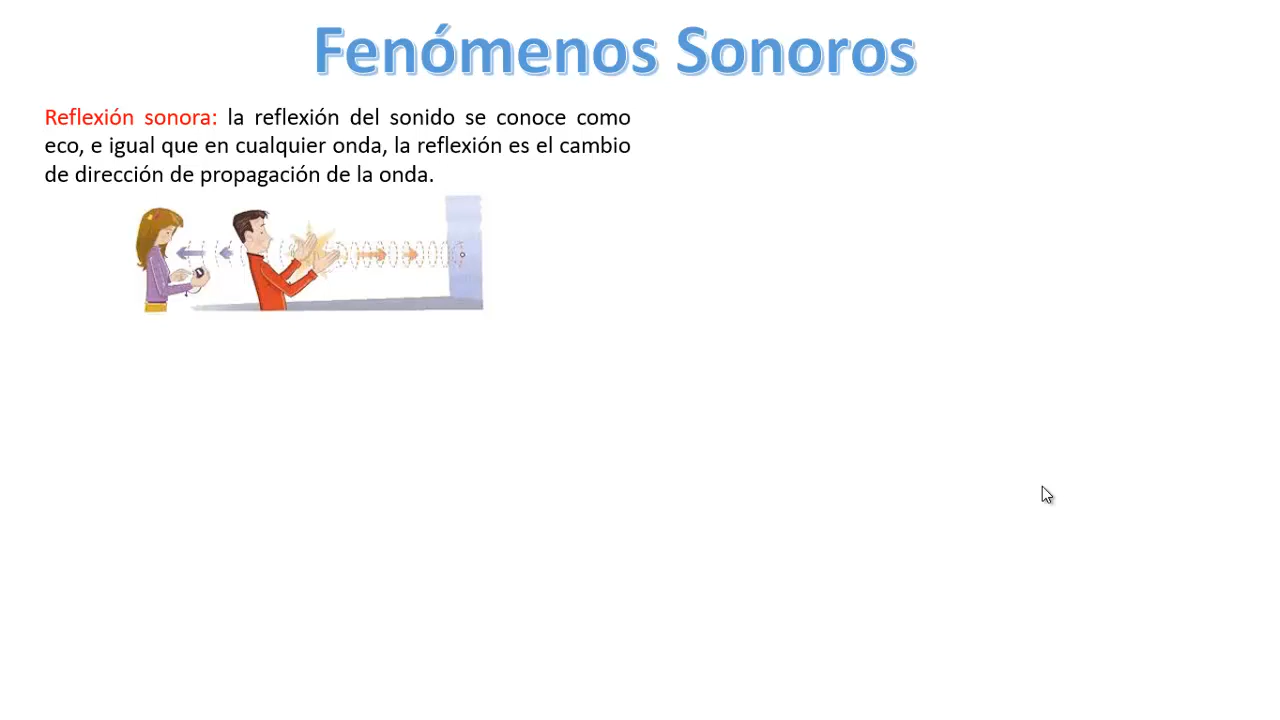 Fenómenos Sonoros
Reflexión sonora: la reflexión del sonido se conoce como
eco, e igual que en cualquier onda, la reflexión es el cambio
de dirección de propagación de la onda.